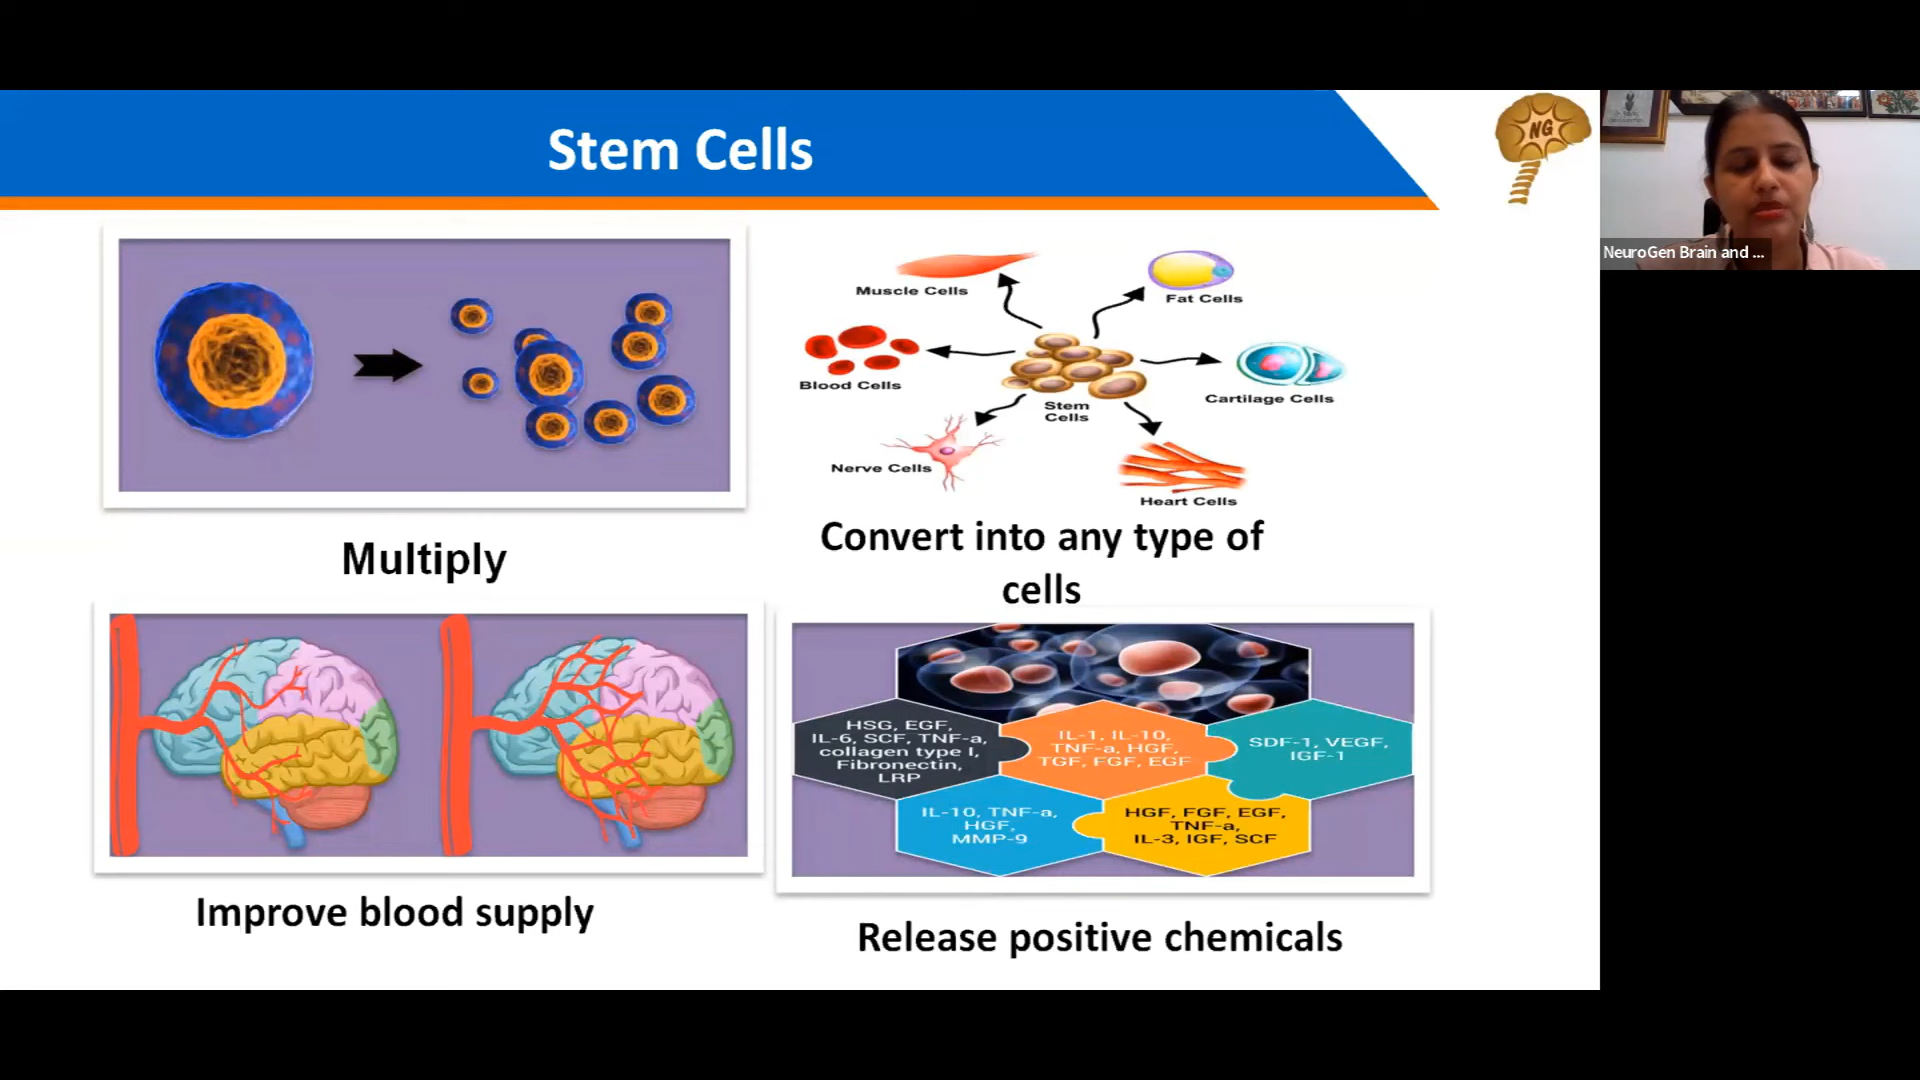 Stem Cells
NG
NeuroGen Brain and ...
Muscle Cells
Fat Cells
Blood Cells
Stem
Cells
Cartilage Cells
Nerve Cells
Heart Cells
Multiply
Convert into any type of
cells
HSG, EGF,
IL-6, SCF, TNF-a,
collagen type I,
Fibronectin,
LRP
IL-1, IL-10,
TNF-a, HGF,
TGF, FGF, EGF
SDF-1, VEGF,
IGF-1
IL-10, TNF-a,
HGF,
MMP-9
HGF, FGF, EGF,
TNF-a,
IL-3, IGF, SCF
Improve blood supply
Release positive chemicals